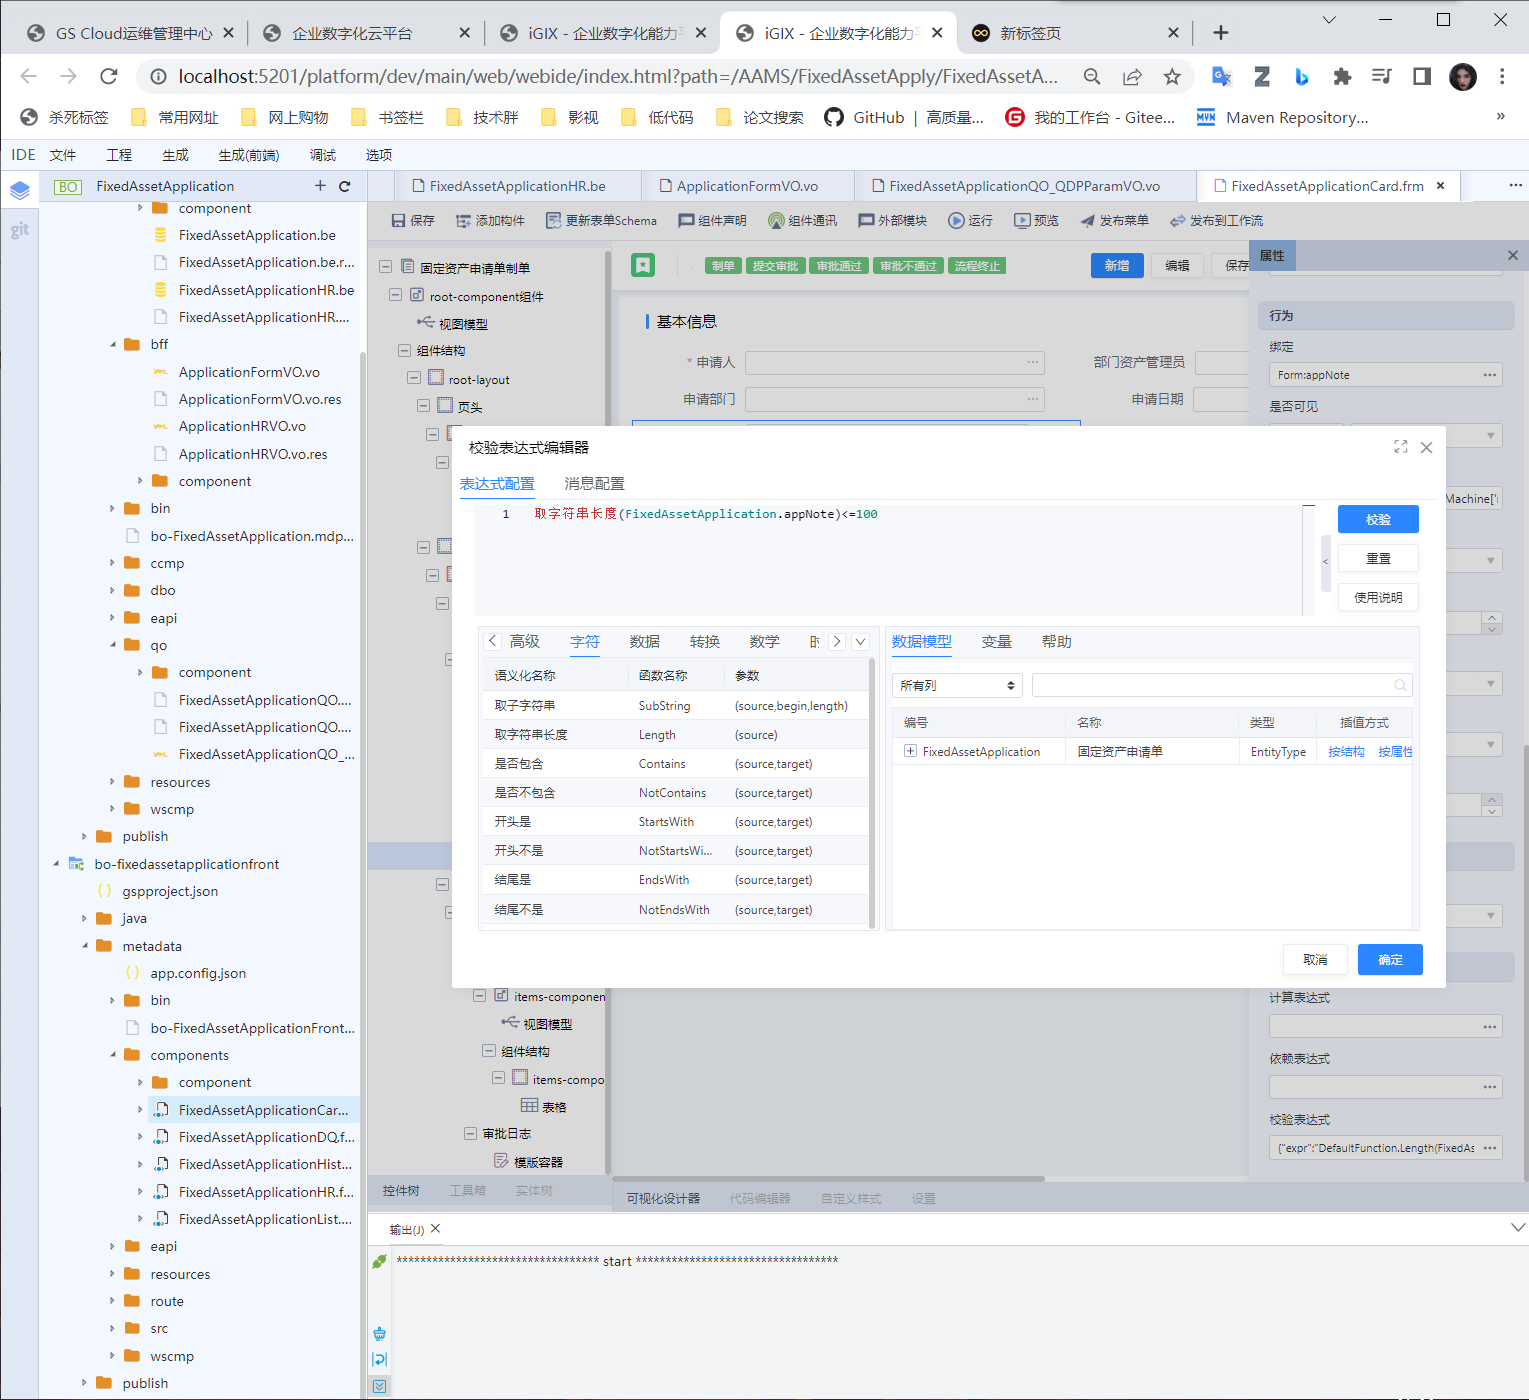 GS Cloud运维管理中心
企业数字化云平台
iGIX - 企业数字化能力平
iGIX - 企业数字化能力平
新标签页
localhost:5201/platform/dev/main/web/webide/index.html?path=/AAMS/FixedAssetApply/FixedAssetA...
杀死标签
常用网址
网上购物
书签栏
技术胖
影视
低代码
论文搜索
GitHub | 高质量...
我的工作台 - Gitee...
Maven Repository...
»
IDE 文件 工程 生成 生成(前端) 调试 选项
BO FixedAssetApplication
git
FixedAssetApplicationHR.be
ApplicationFormVO.vo
FixedAssetApplicationQO_QDPParamVO.vo
FixedAssetApplicationCard.frm
保存 添加构件 更新表单Schema 组件声明 组件通讯 外部模块 运行 预览 发布菜单 发布到工作流
component
FixedAssetApplication.be
FixedAssetApplication.be.r...
FixedAssetApplicationHR.be
FixedAssetApplicationHR....
bff
ApplicationFormVO.vo
ApplicationFormVO.vo.res
ApplicationHRVO.vo
ApplicationHRVO.vo.res
component
bin
bo-FixedAssetApplication.mdp...
ccmp
dbo
eapi
qo
component
FixedAssetApplicationQO....
FixedAssetApplicationQO....
FixedAssetApplicationQO_...
resources
wscmp
publish
bo-fixedassetapplicationfront
gspproject.json
java
metadata
app.config.json
bin
bo-FixedAssetApplicationFront...
components
component
FixedAssetApplicationCar...
FixedAssetApplicationDQ.f...
FixedAssetApplicationHist...
FixedAssetApplicationHR.f...
FixedAssetApplicationList....
eapi
resources
route
src
wscmp
publish
固定资产申请单制单
root-component组件
视图模型
组件结构
root-layout
页头
items-component
视图模型
组件结构
items-compo
表格
审批日志
模版容器
控件树 工具箱 实体树
制单 提交审批 审批通过 审批不通过 流程终止
新增 编辑 保存
基本信息
* 申请人
部门资产管理员
申请部门
申请日期
属性
行为
绑定
Form:appNote
是否可见
Machine['i
计算表达式
依赖表达式
校验表达式
{"expr":"DefaultFunction.Length(FixedAs
校验表达式编辑器
表达式配置 消息配置
1 取字符串长度(FixedAssetApplication.appNote)<=100
校验
重置
使用说明
<
高级 字符 数据 转换 数学
语义化名称 函数名称 参数
取子字符串 SubString (source,begin,length)
取字符串长度 Length (source)
是否包含 Contains (source,target)
是否不包含 NotContains (source,target)
开头是 StartsWith (source,target)
开头不是 NotStartsWi... (source,target)
结尾是 EndsWith (source,target)
结尾不是 NotEndsWith (source,target)
数据模型 变量 帮助
所有列
编号 名称 类型 插值方式
FixedAssetApplication 固定资产申请单 EntityType 按结构 按属性
取消 确定
可视化设计器 代码编辑器 自定义样式 设置
输出(J)
********************************** start **********************************